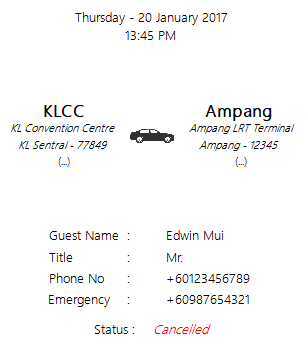 Thursday - 20 January 2017
13:45 PM
KLCC Ampang
KL Convention Centre Ampang LRT Terminal
KL Sentral - 77849 Ampang - 12345
(...) (...)
Guest Name : Edwin Mui
Title : Mr.
Phone No : +60123456789
Emergency : +60987654321
Status : Cancelled